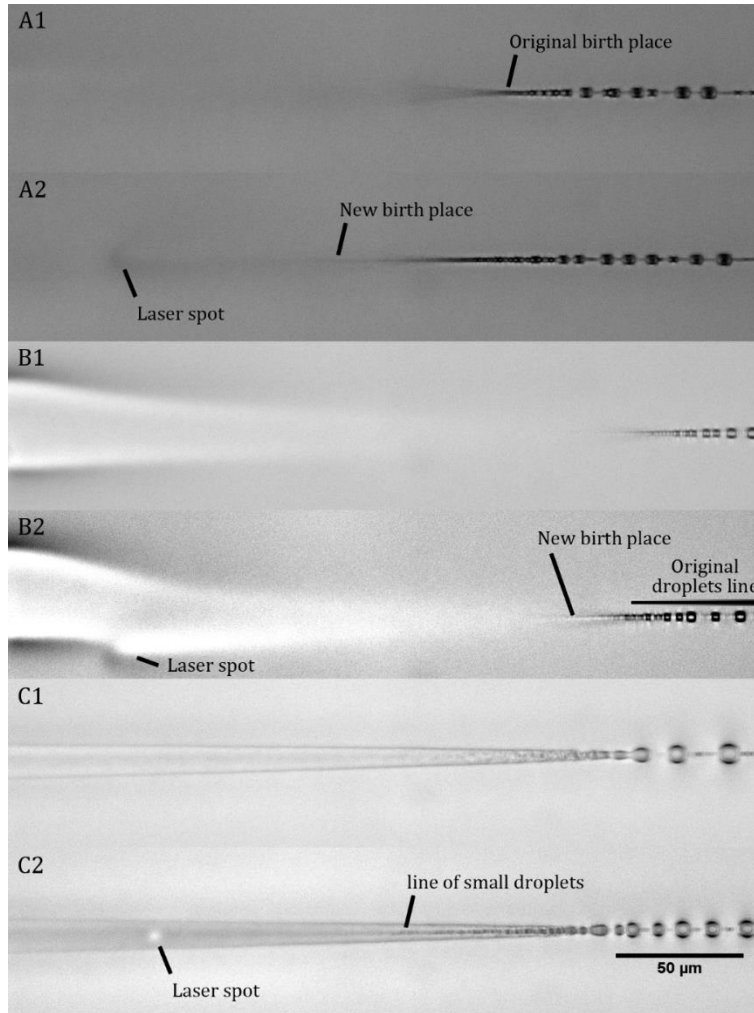 A1
Original birth place
A2
New birth place
Laser spot
B1
B2
New birth place
Original
droplets line
Laser spot
C1
C2
line of small droplets
Laser spot
50 µm